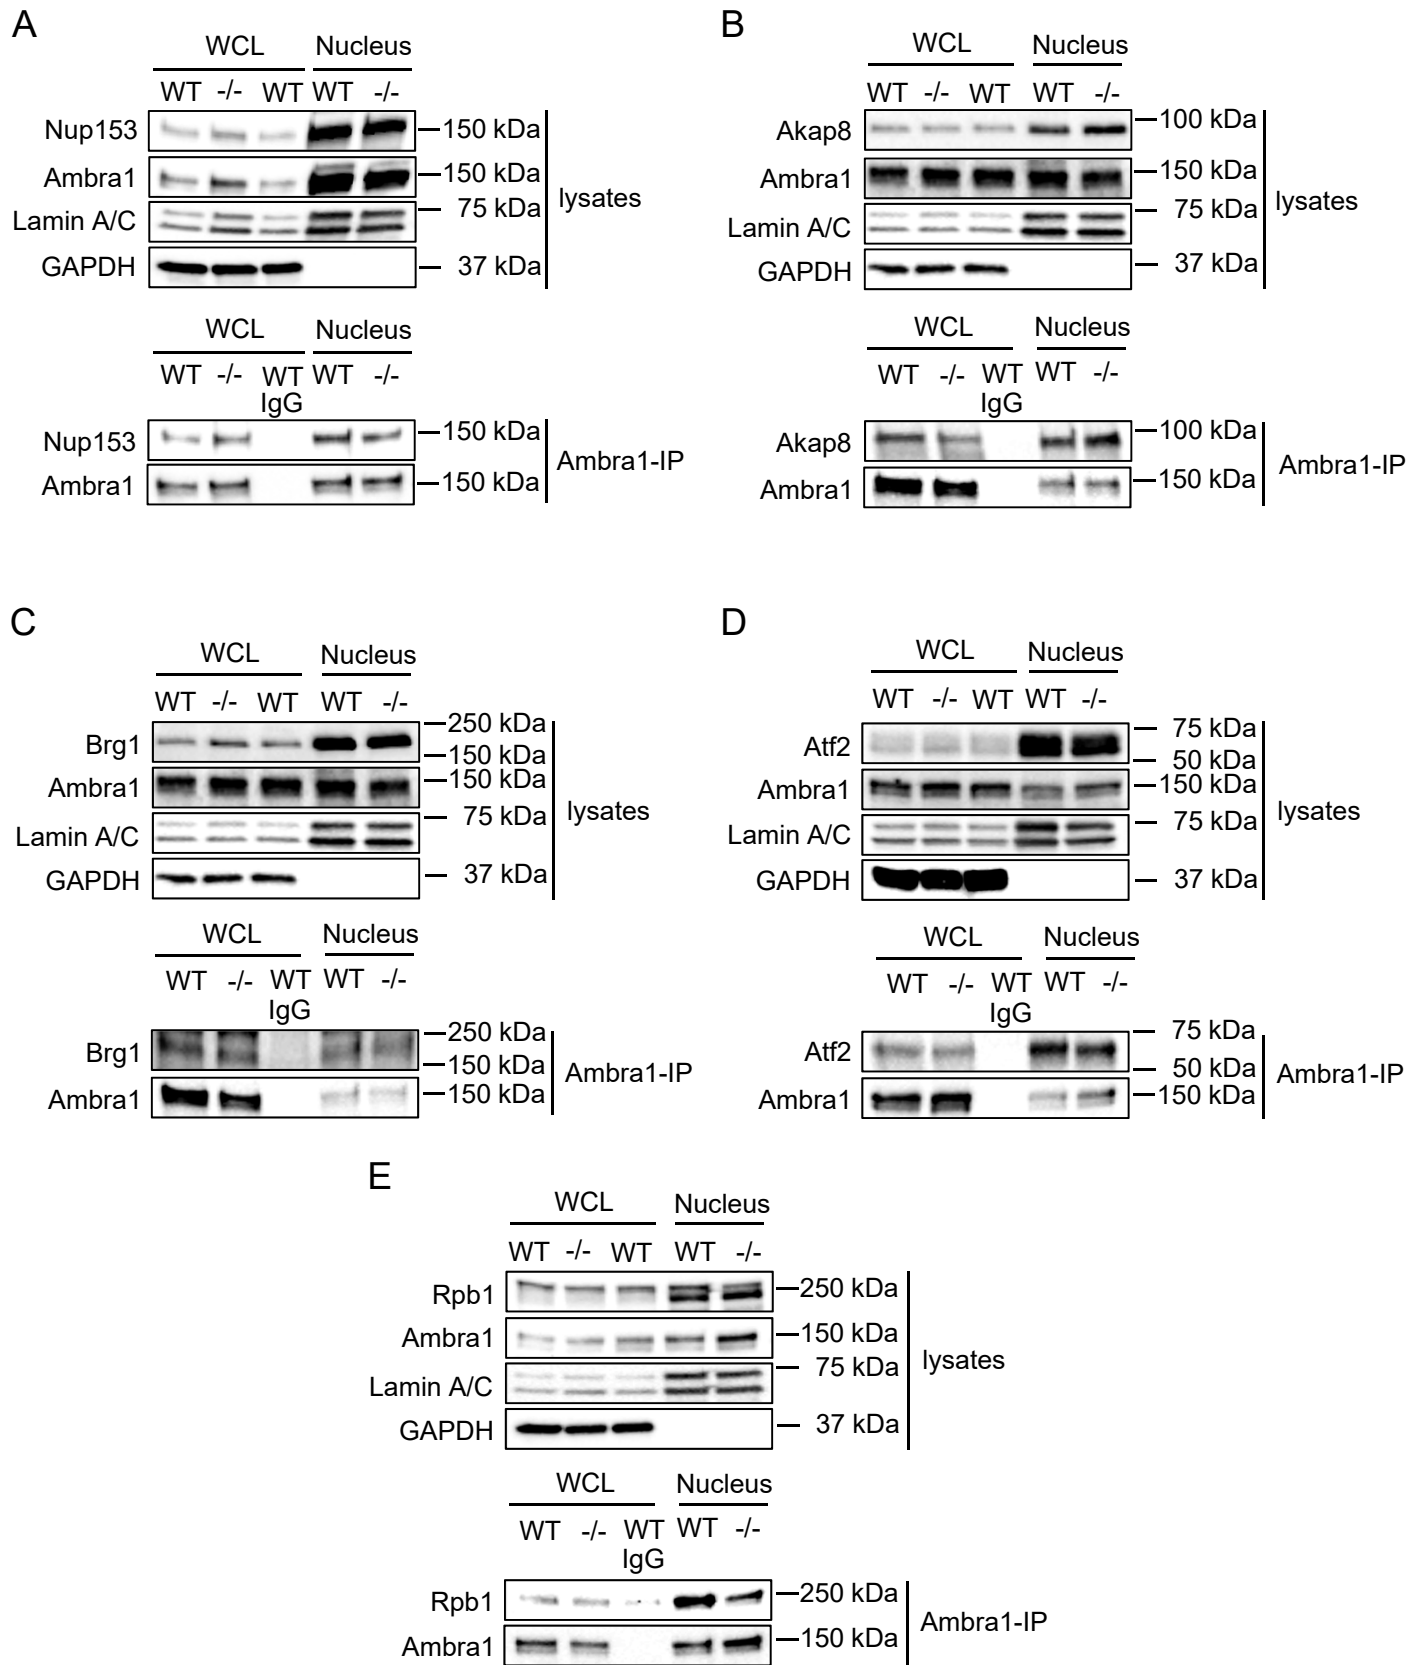 A
WCL Nucleus
WT -/- WT WT -/-
Nup153 150 kDa
Ambra1 150 kDa
Lamin A/C 75 kDa
GAPDH 37 kDa
lysates
WCL Nucleus
WT -/- WT WT -/-
IgG
Nup153 150 kDa
Ambra1 150 kDa
Ambra1-IP
B
WCL Nucleus
WT -/- WT WT -/-
Akap8 100 kDa
Ambra1 150 kDa
Lamin A/C 75 kDa
GAPDH 37 kDa
lysates
WCL Nucleus
WT -/- WT WT -/-
IgG
Akap8 100 kDa
Ambra1 150 kDa
Ambra1-IP
C
WCL Nucleus
WT -/- WT WT -/-
250 kDa
Brg1 150 kDa
Ambra1 150 kDa
Lamin A/C 75 kDa
GAPDH 37 kDa
lysates
WCL Nucleus
WT -/- WT WT -/-
IgG
250 kDa
Brg1 150 kDa
Ambra1 150 kDa
Ambra1-IP
D
WCL Nucleus
WT -/- WT WT -/-
75 kDa
Atf2 50 kDa
Ambra1 150 kDa
Lamin A/C 75 kDa
GAPDH 37 kDa
lysates
WCL Nucleus
WT -/- WT WT -/-
IgG
75 kDa
Atf2 50 kDa
Ambra1 150 kDa
Ambra1-IP
E
WCL Nucleus
WT -/- WT WT -/-
Rpb1 250 kDa
Ambra1 150 kDa
Lamin A/C 75 kDa
GAPDH 37 kDa
lysates
WCL Nucleus
WT -/- WT WT -/-
IgG
Rpb1 250 kDa
Ambra1 150 kDa
Ambra1-IP